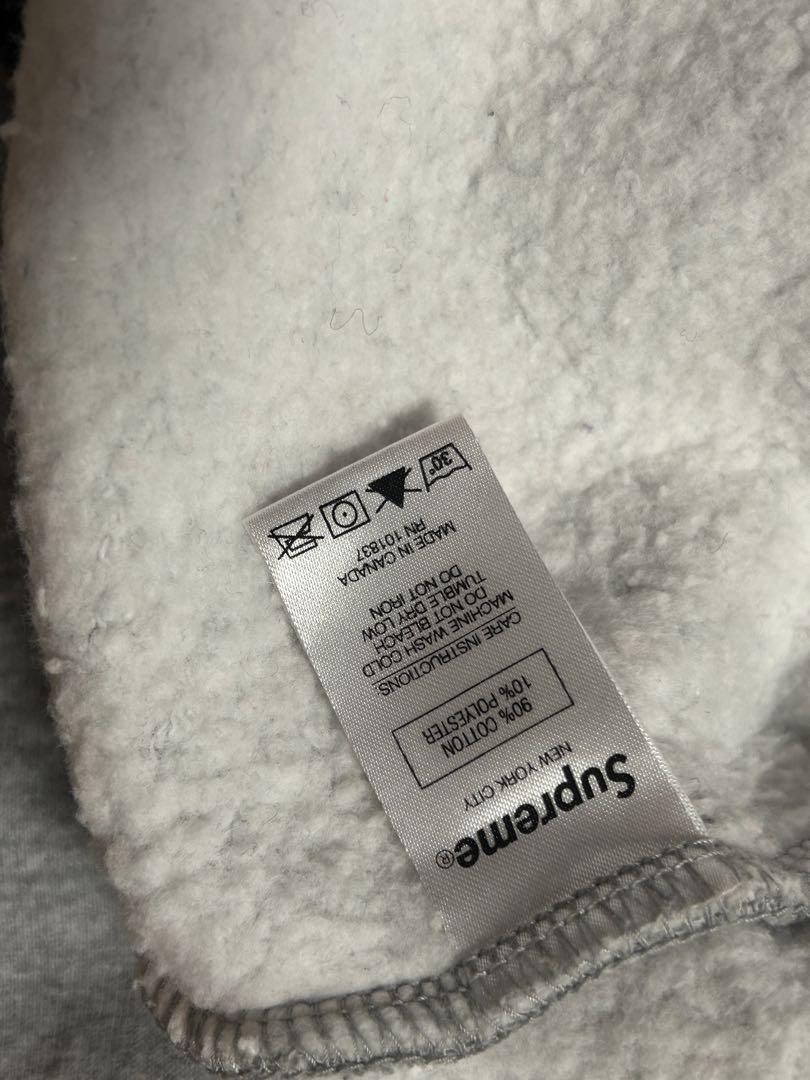 Supreme®
NEW YORK CITY
90% COTTON
10% POLYESTER
CARE INSTRUCTIONS:
MACHINE WASH COLD
DO NOT BLEACH
TUMBLE DRY LOW
DO NOT IRON
MADE IN CANADA
RN 101837
30°